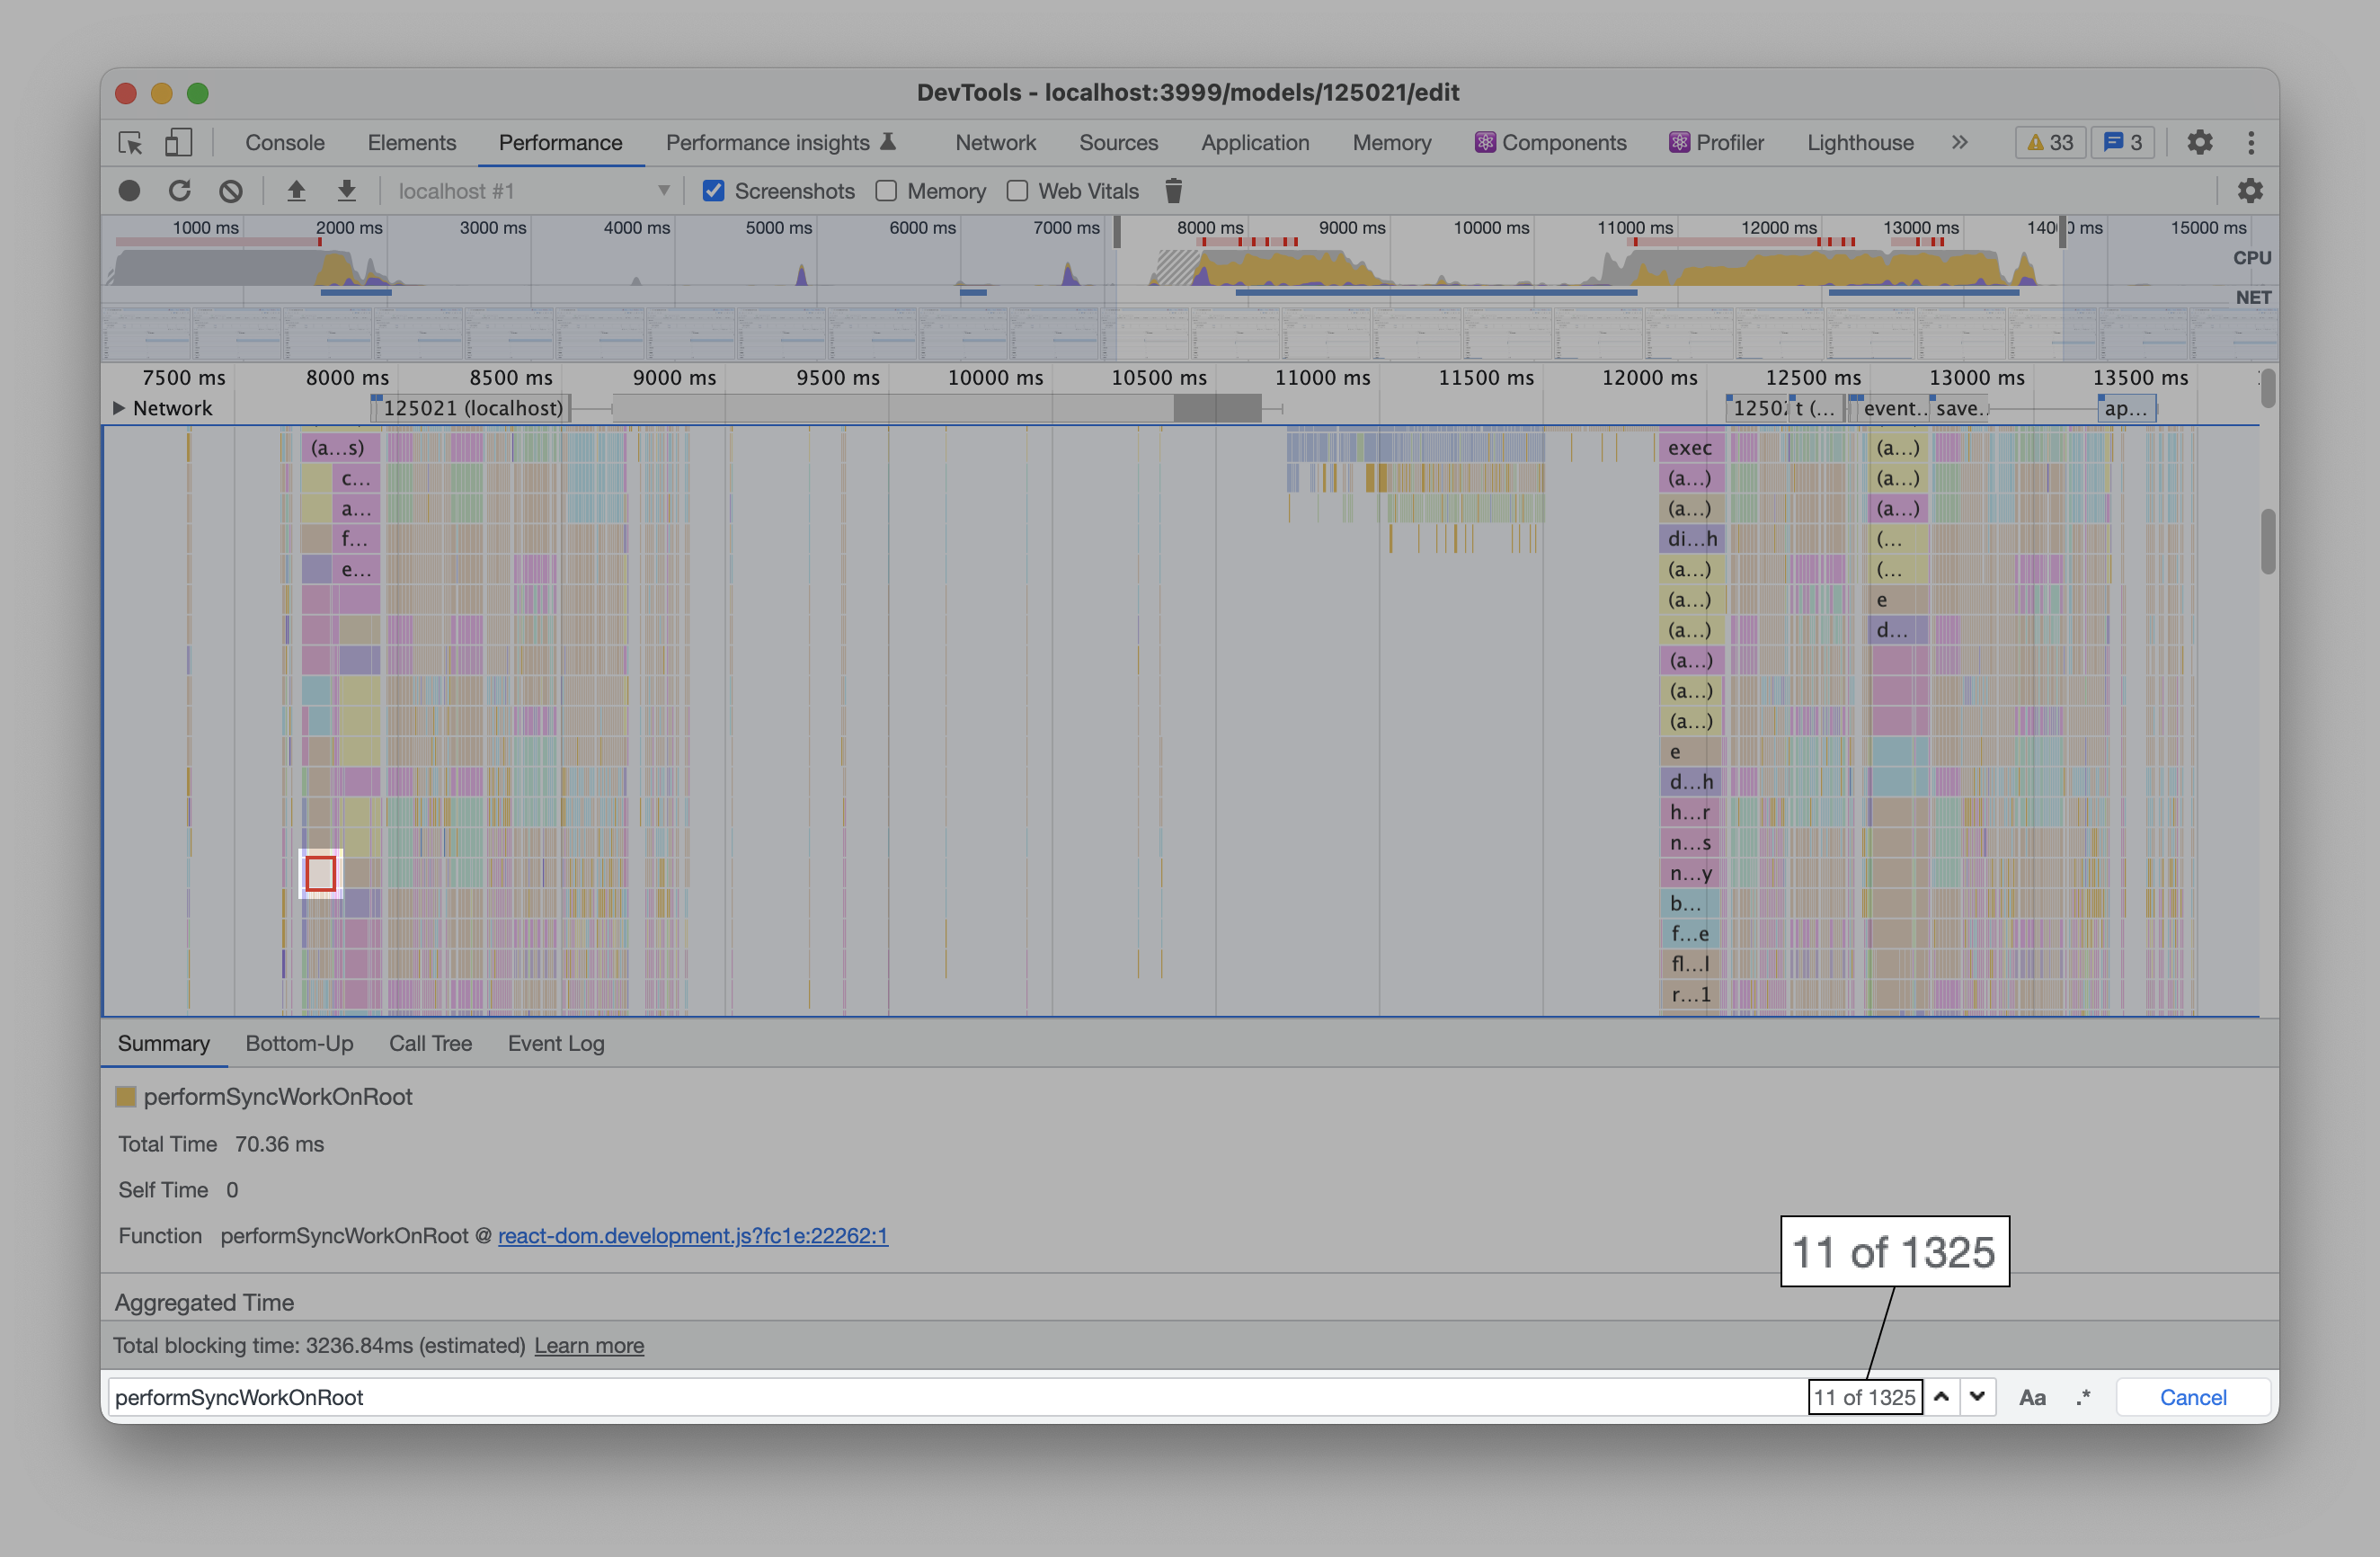 DevTools - localhost:3999/models/125021/edit
Console Elements Performance Performance insights Network Sources Application Memory Components Profiler Lighthouse 33 3
localhost #1 Screenshots Memory Web Vitals
1000 ms 2000 ms 3000 ms 4000 ms 5000 ms 6000 ms 7000 ms 8000 ms 9000 ms 10000 ms 11000 ms 12000 ms 13000 ms 15000 ms
CPU
NET
7500 ms 8000 ms 8500 ms 9000 ms 9500 ms 10000 ms 10500 ms 11000 ms 11500 ms 12000 ms 12500 ms 13000 ms 13500 ms
Network 125021 (localhost) t (... event.. save.. ap...
(a...s) exec (a...)
c... (a...) (a...)
a... (a...) (a...)
f... di...h (...
e... (a...) (...
(a...) e
(a...) d...
(a...)
(a...)
(a...)
e
d...h
h...r
n...s
n...y
b...
f...e
fl...l
r...1
Summary Bottom-Up Call Tree Event Log
performSyncWorkOnRoot
Total Time 70.36 ms
Self Time 0
Function performSyncWorkOnRoot @ react-dom.development.js?fc1e:22262:1
11 of 1325
Aggregated Time
Total blocking time: 3236.84ms (estimated) Learn more
performSyncWorkOnRoot 11 of 1325 Aa .* Cancel